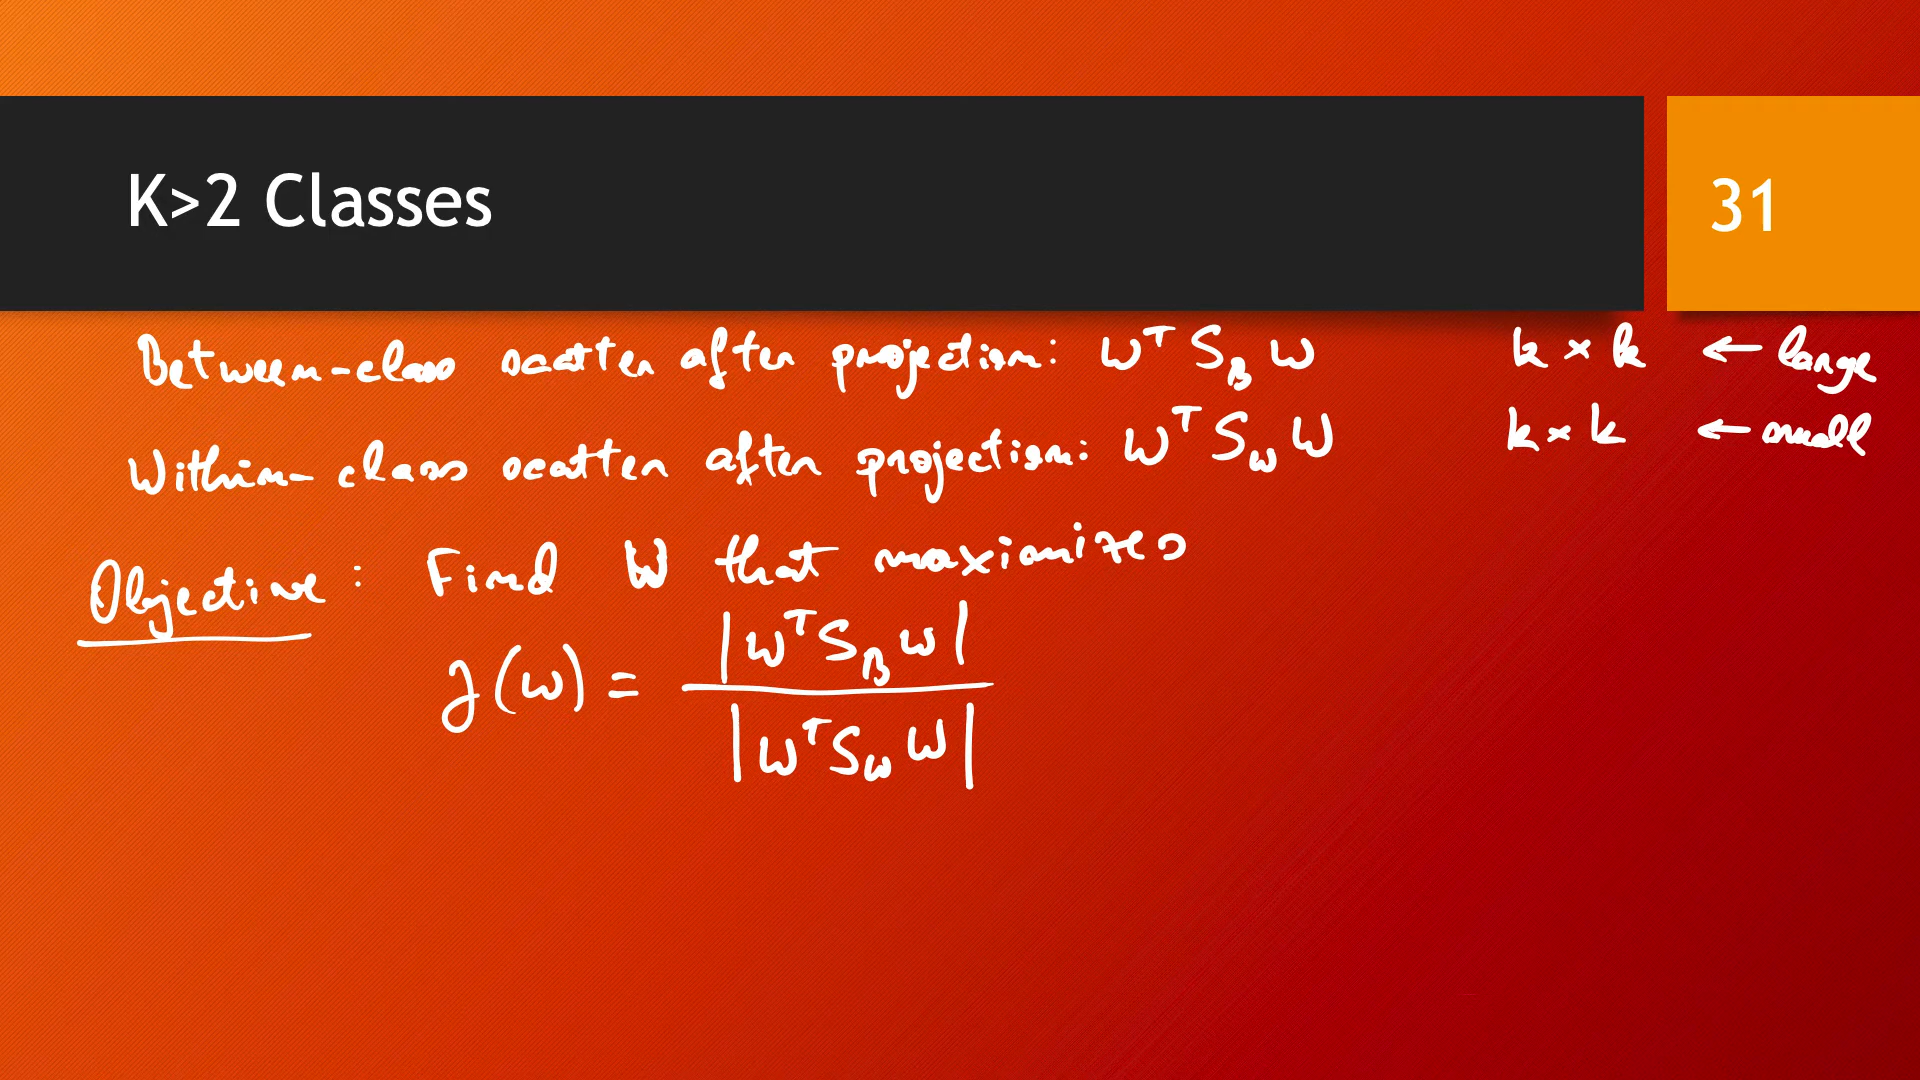 K>2 Classes
31
Between-class scatter after projection: W^T S_B W k × k ← large
Within-class scatter after projection: W^T S_W W k × k ← small
Objective: Find W that maximizes
J(W) = |W^T S_B W| / |W^T S_W W|